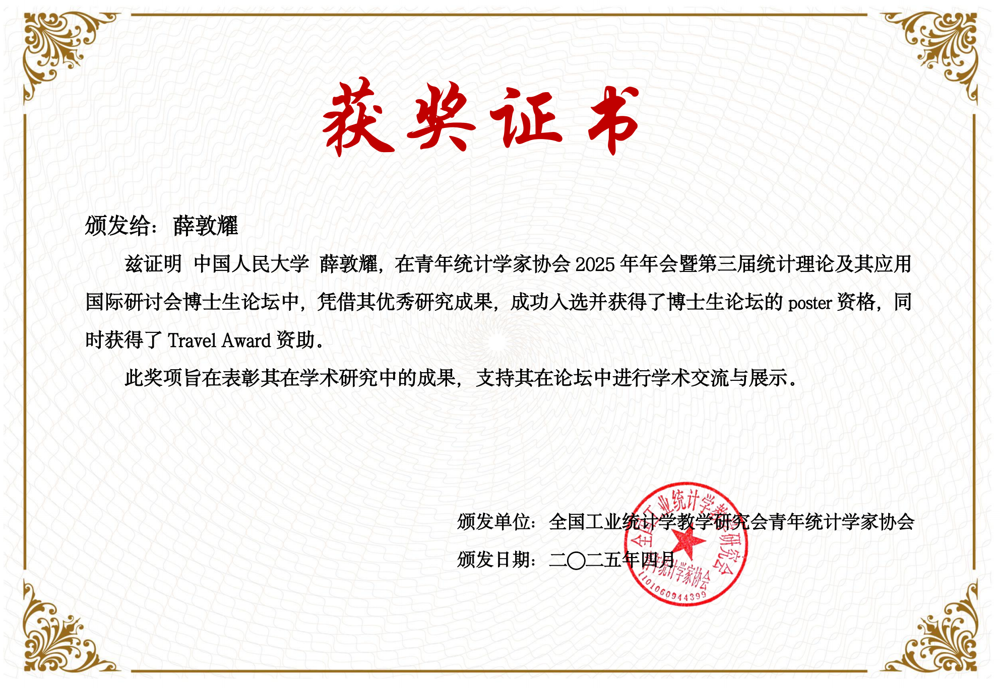 获奖证书
颁发给：薛敦耀
兹证明 中国人民大学 薛敦耀，在青年统计学家协会 2025 年年会暨第三届统计理论及其应用
国际研讨会博士生论坛中，凭借其优秀研究成果，成功入选并获得了博士生论坛的 poster 资格，同
时获得了 Travel Award 资助。
此奖项旨在表彰其在学术研究中的成果，支持其在论坛中进行学术交流与展示。
颁发单位：全国工业统计学教学研究会青年统计学家协会
颁发日期：二〇二五年四月
全国工业统计学教学研究会
青年统计学家协会
1101060944399